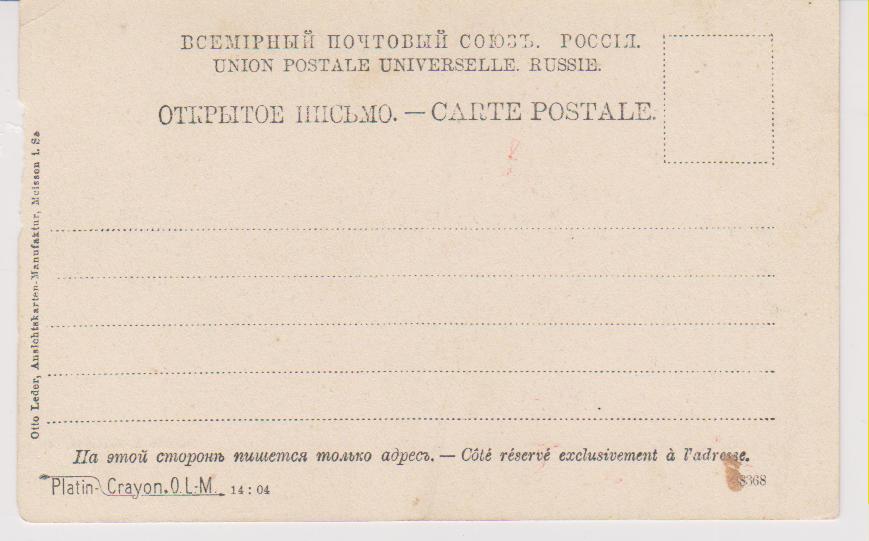 ВСЕМІРНЫЙ ПОЧТОВЫЙ СОЮЗЪ. РОССІЯ.
UNION POSTALE UNIVERSELLE. RUSSIE.
ОТКРЫТОЕ ПИСЬМО. — CARTE POSTALE.
Otto Leder, Ansichtskarten-Manufaktur, Meissen i. Sa
На этой сторонѣ пишется только адресъ. — Côté réservé exclusivement à l'adresse.
Platin-Crayon. O. L-M. 14 : 04
8368